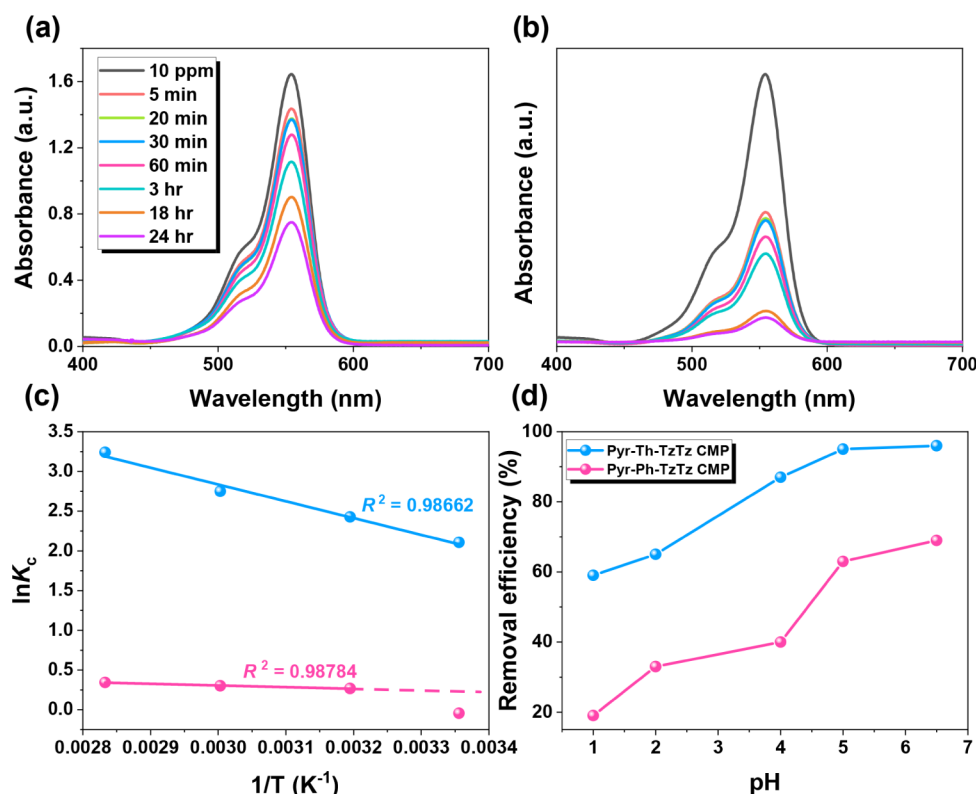 (a)
Absorbance (a.u.)
1.6
1.2
0.8
0.4
0.0
10 ppm
5 min
20 min
30 min
60 min
3 hr
18 hr
24 hr
400 500 600 700
Wavelength (nm)
(b)
Absorbance (a.u.)
400 500 600 700
Wavelength (nm)
(c)
lnKc
3.5
3.0
2.5
2.0
1.5
1.0
0.5
0.0
R² = 0.98662
R² = 0.98784
0.0028 0.0029 0.0030 0.0031 0.0032 0.0033 0.0034
1/T (K⁻¹)
(d)
Removal efficiency (%)
100
80
60
40
20
Pyr-Th-TzTz CMP
Pyr-Ph-TzTz CMP
1 2 3 4 5 6 7
pH